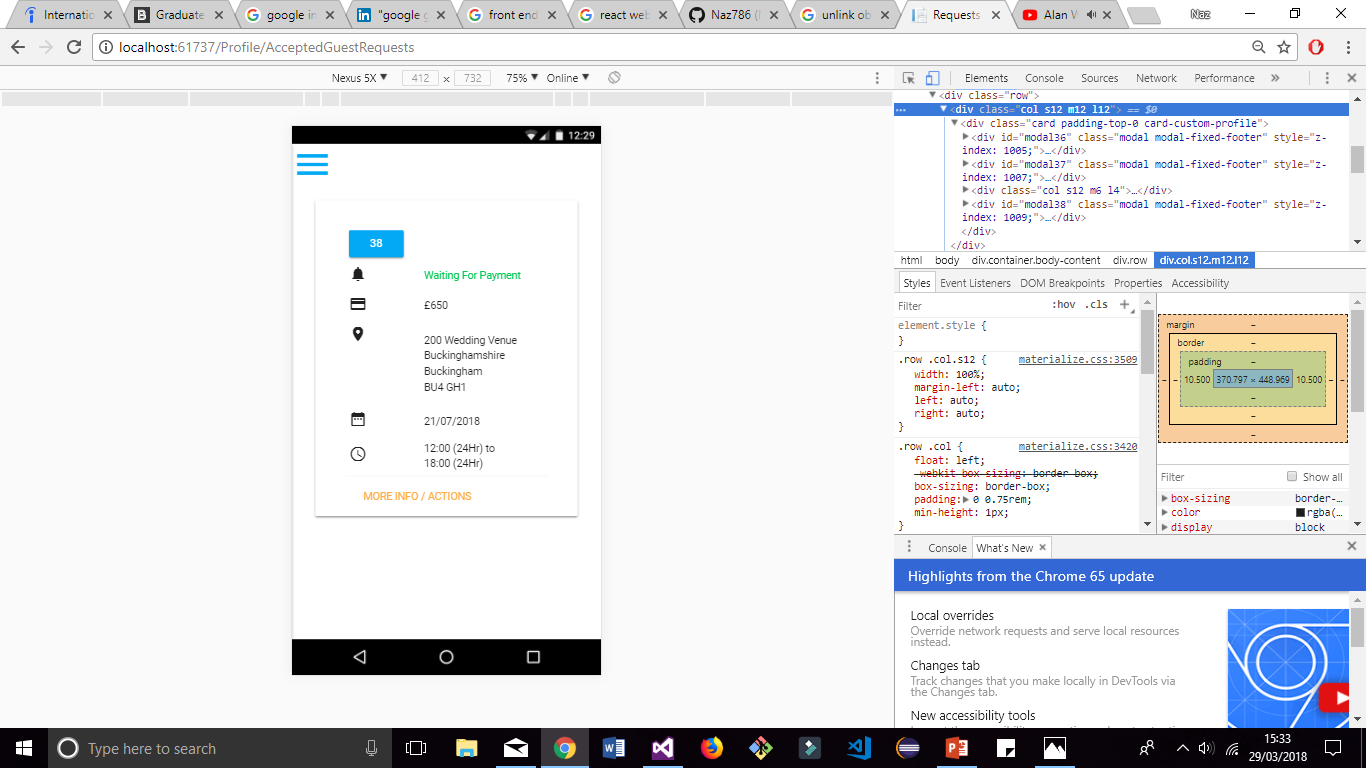 Internatio
Graduate
google in
"google g
front end
react web
Naz786 (
unlink ob
Requests
Alan W
Naz
localhost:61737/Profile/AcceptedGuestRequests
Nexus 5X 412 x 732 75% Online
Elements Console Sources Network Performance »
12:29
38
Waiting For Payment
£650
200 Wedding Venue
Buckinghamshire
Buckingham
BU4 GH1
21/07/2018
12:00 (24Hr) to
18:00 (24Hr)
MORE INFO / ACTIONS
<div class="row">
<div class="col s12 m12 l12"> == $0
<div class="card padding-top-0 card-custom-profile">
<div id="modal36" class="modal modal-fixed-footer" style="z-
index: 1005;">…</div>
<div id="modal37" class="modal modal-fixed-footer" style="z-
index: 1007;">…</div>
<div class="col s12 m6 l4">…</div>
<div id="modal38" class="modal modal-fixed-footer" style="z-
index: 1009;">…</div>
</div>
</div>
html body div.container.body-content div.row div.col.s12.m12.l12
Styles Event Listeners DOM Breakpoints Properties Accessibility
Filter :hov .cls +
element.style {
}
.row .col.s12 { materialize.css:3509
width: 100%;
margin-left: auto;
left: auto;
right: auto;
}
.row .col { materialize.css:3420
float: left;
-webkit-box-sizing: border-box;
box-sizing: border-box;
padding: 0 0.75rem;
min-height: 1px;
}
margin –
border –
padding –
– – 10.500 370.797 × 448.969 10.500 – –
–
–
–
Filter Show all
box-sizing border-…
color rgba(…
display block
Console What's New ×
Highlights from the Chrome 65 update
Local overrides
Override network requests and serve local resources
instead.
Changes tab
Track changes that you make locally in DevTools via
the Changes tab.
New accessibility tools
Type here to search
15:33
29/03/2018